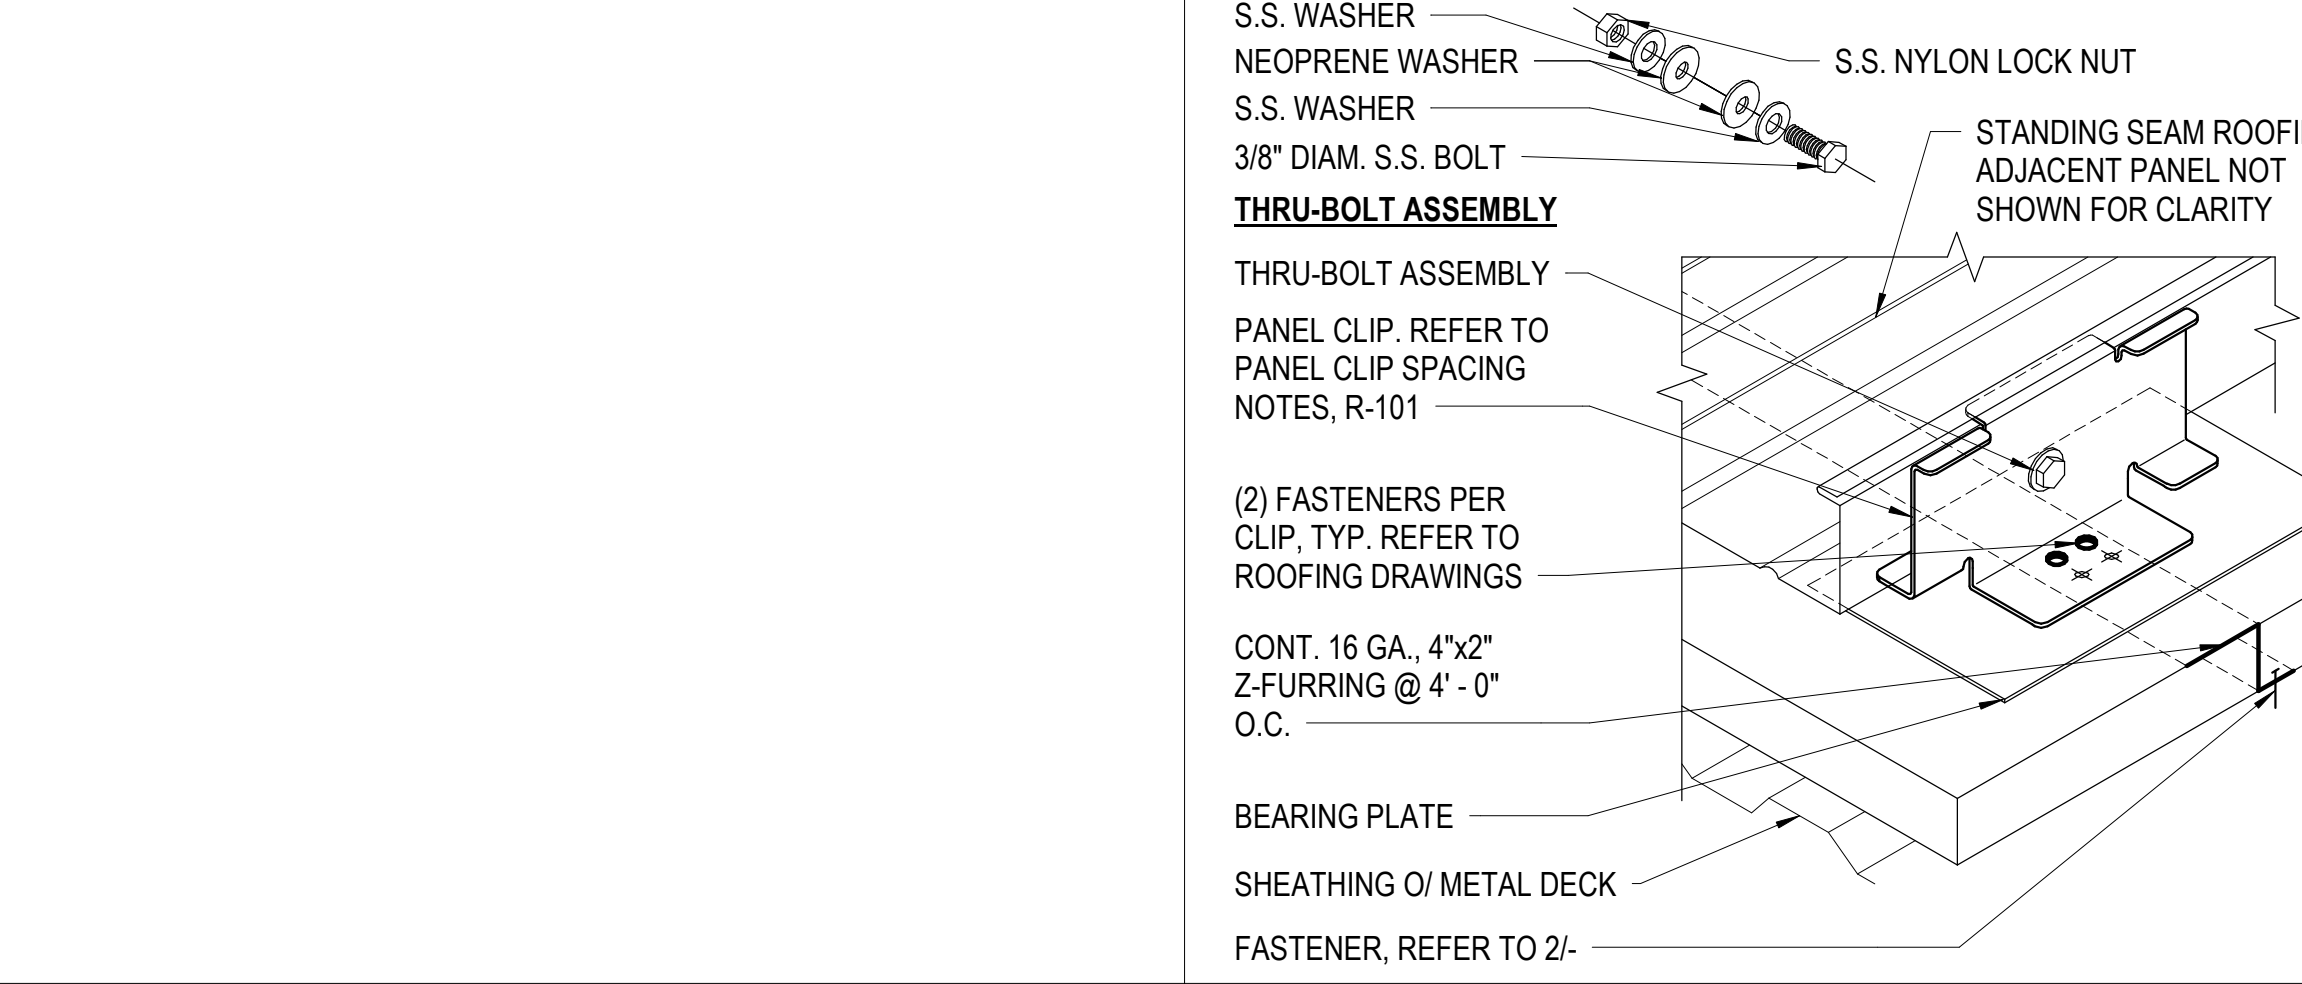 S.S. WASHER
NEOPRENE WASHER
S.S. WASHER
3/8" DIAM. S.S. BOLT
THRU-BOLT ASSEMBLY
S.S. NYLON LOCK NUT
STANDING SEAM
ADJACENT PANEL NOT
SHOWN FOR CLARITY
THRU-BOLT ASSEMBLY
PANEL CLIP. REFER TO
PANEL CLIP SPACING
NOTES, R-101
(2) FASTENERS PER
CLIP, TYP. REFER TO
ROOFING DRAWINGS
CONT. 16 GA., 4"x2"
Z-FURRING @ 4' - 0"
O.C.
BEARING PLATE
SHEATHING O/ METAL DECK
FASTENER, REFER TO 2/-